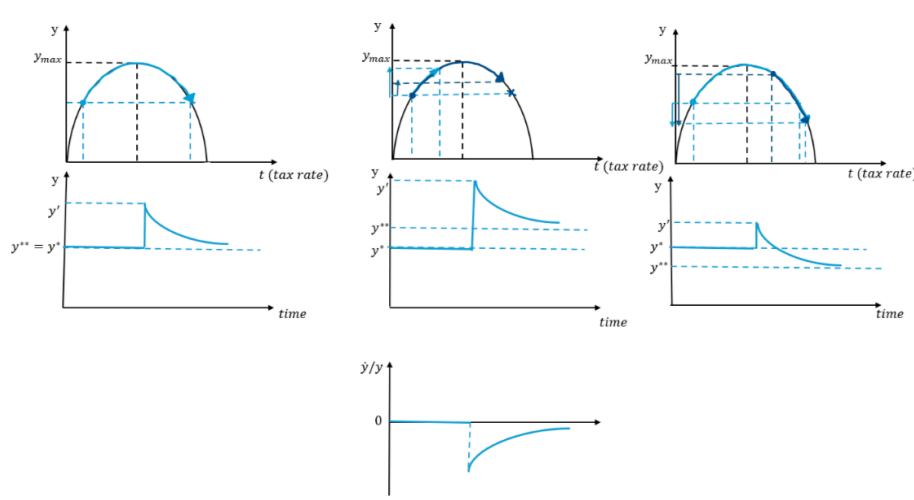 y
y
y
y_max
y_max
y_max
t (tax rate)
t (tax rate)
t (tax rate)
y
y
y
y′
y′
y′
y** = y*
y**
y*
y*
y**
time
time
time
ẏ/y
0